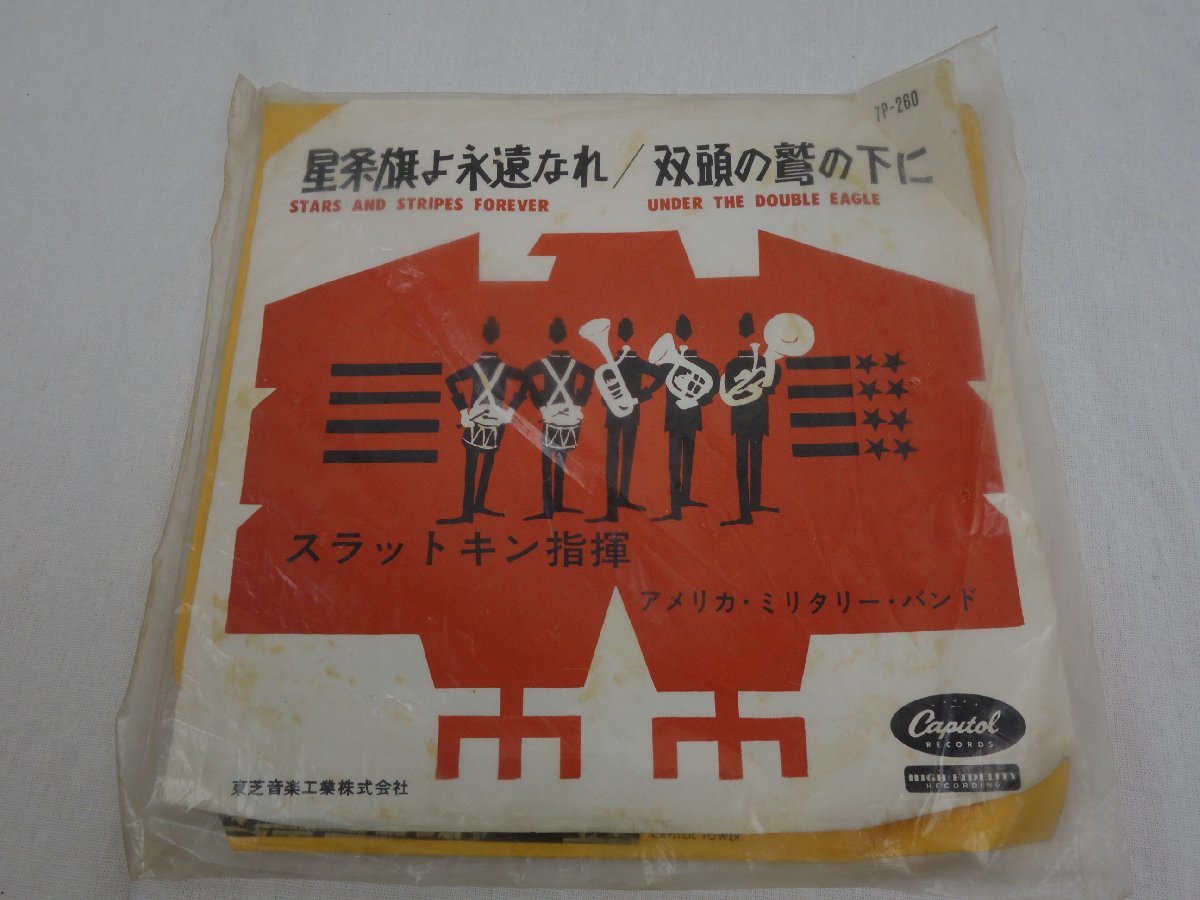 7P-260
星条旗よ永遠なれ/双頭の鷲の下に
STARS AND STRIPES FOREVER UNDER THE DOUBLE EAGLE
スラットキン指揮
アメリカ・ミリタリー・バンド
Capitol
RECORDS
HIGH FIDELITY
RECORDING
東芝音楽工業株式会社
CAPITOL TOWER